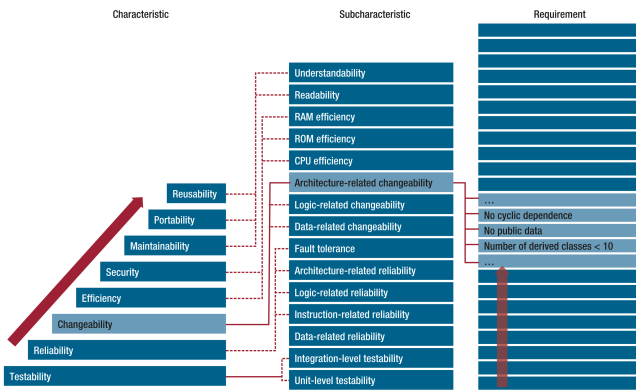 Characteristic
Subcharacteristic
Requirement
Understandability
Readability
RAM efficiency
ROM efficiency
CPU efficiency
Architecture-related changeability
Logic-related changeability
Data-related changeability
Fault tolerance
Architecture-related reliability
Logic-related reliability
Instruction-related reliability
Data-related reliability
Integration-level testability
Unit-level testability
Reusability
Portability
Maintainability
Security
Efficiency
Changeability
Reliability
Testability
...
No cyclic dependence
No public data
Number of derived classes < 10
...